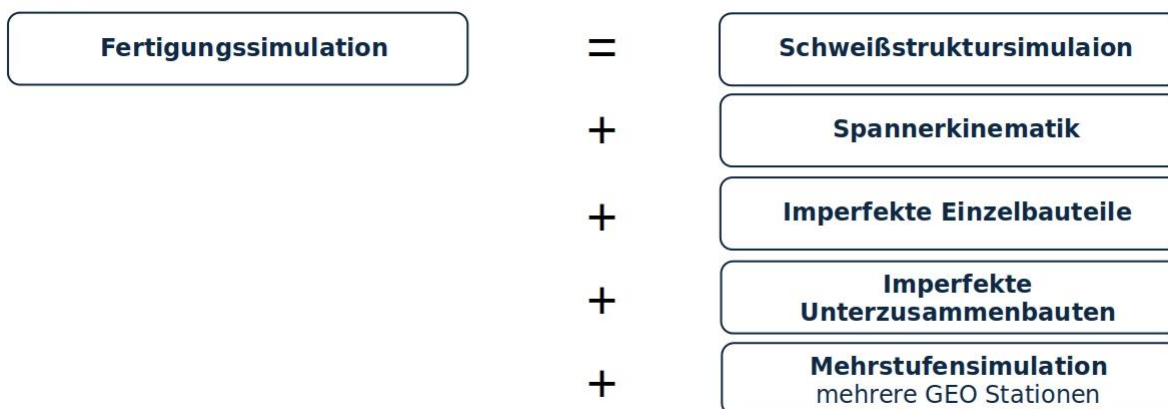 Fertigungssimulation = Schweißstruktursimulaion
+ Spannerkinematik
+ Imperfekte Einzelbauteile
+ Imperfekte
Unterzusammenbauten
+ Mehrstufensimulation
mehrere GEO Stationen